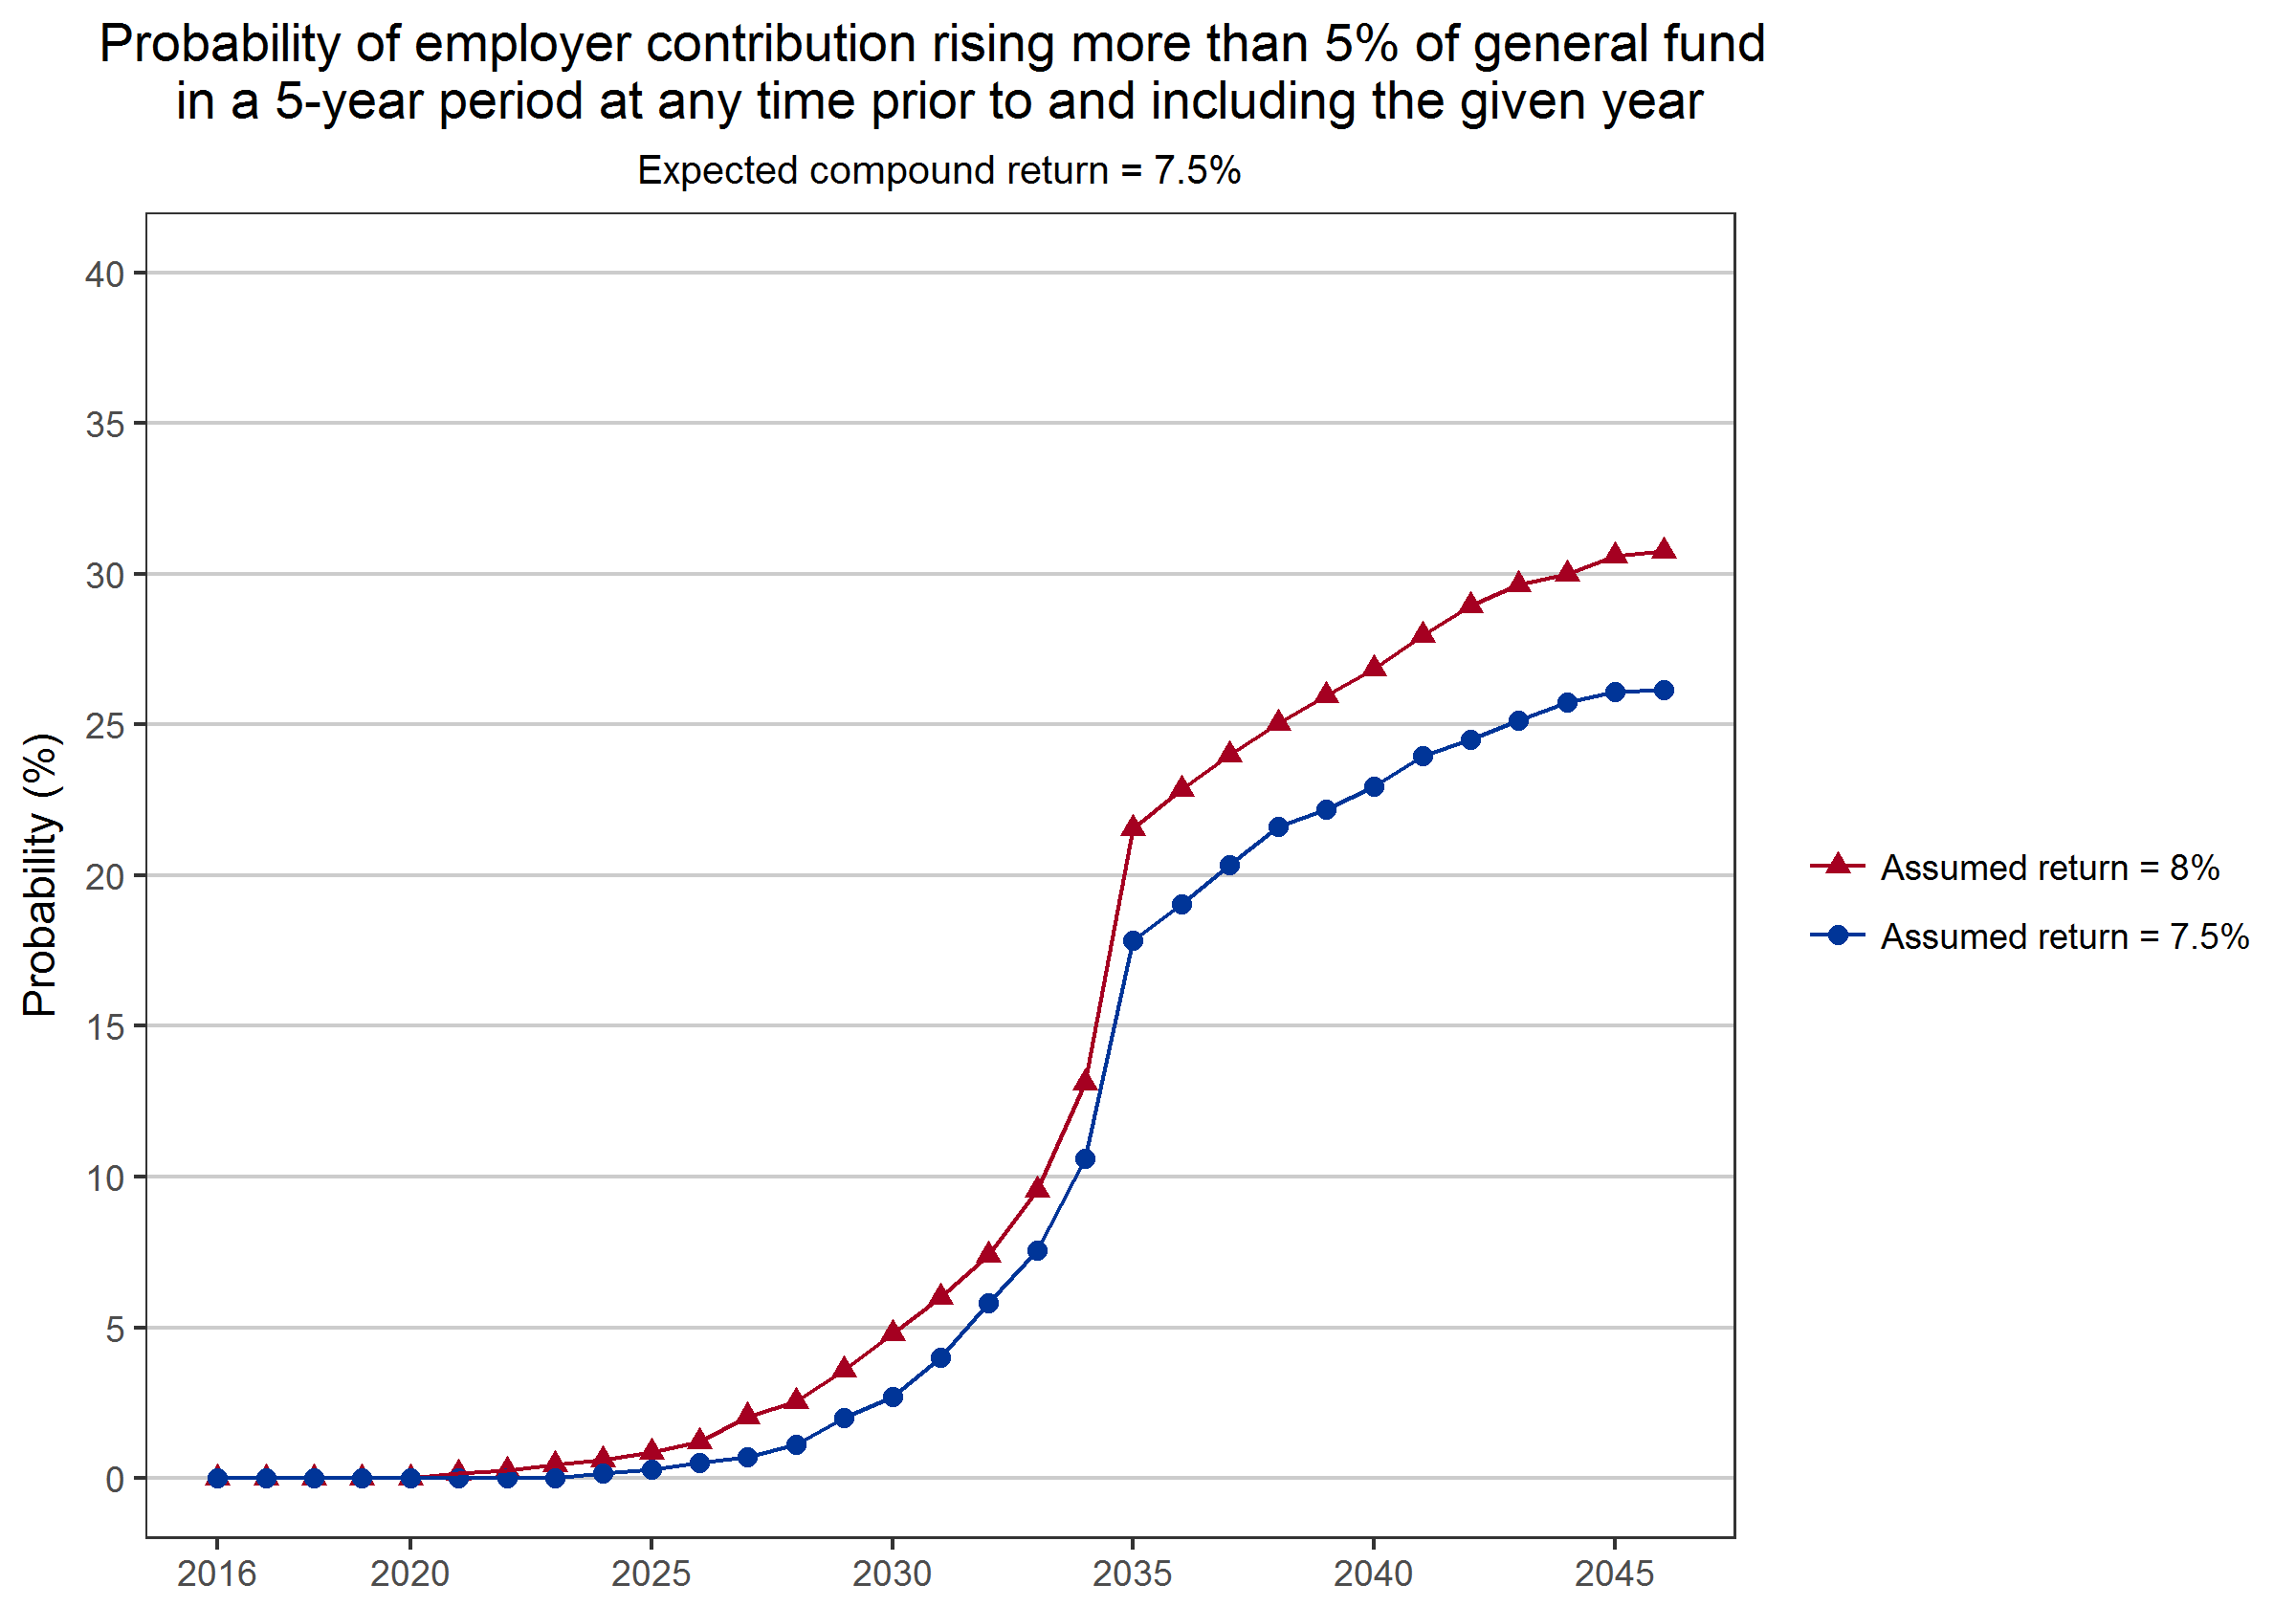 Probability of employer contribution rising more than 5% of general fund
in a 5-year period at any time prior to and including the given year
Expected compound return = 7.5%
Probability (%)
40
35
30
25
20
15
10
5
0
2016 2020 2025 2030 2035 2040 2045
Assumed return = 8%
Assumed return = 7.5%